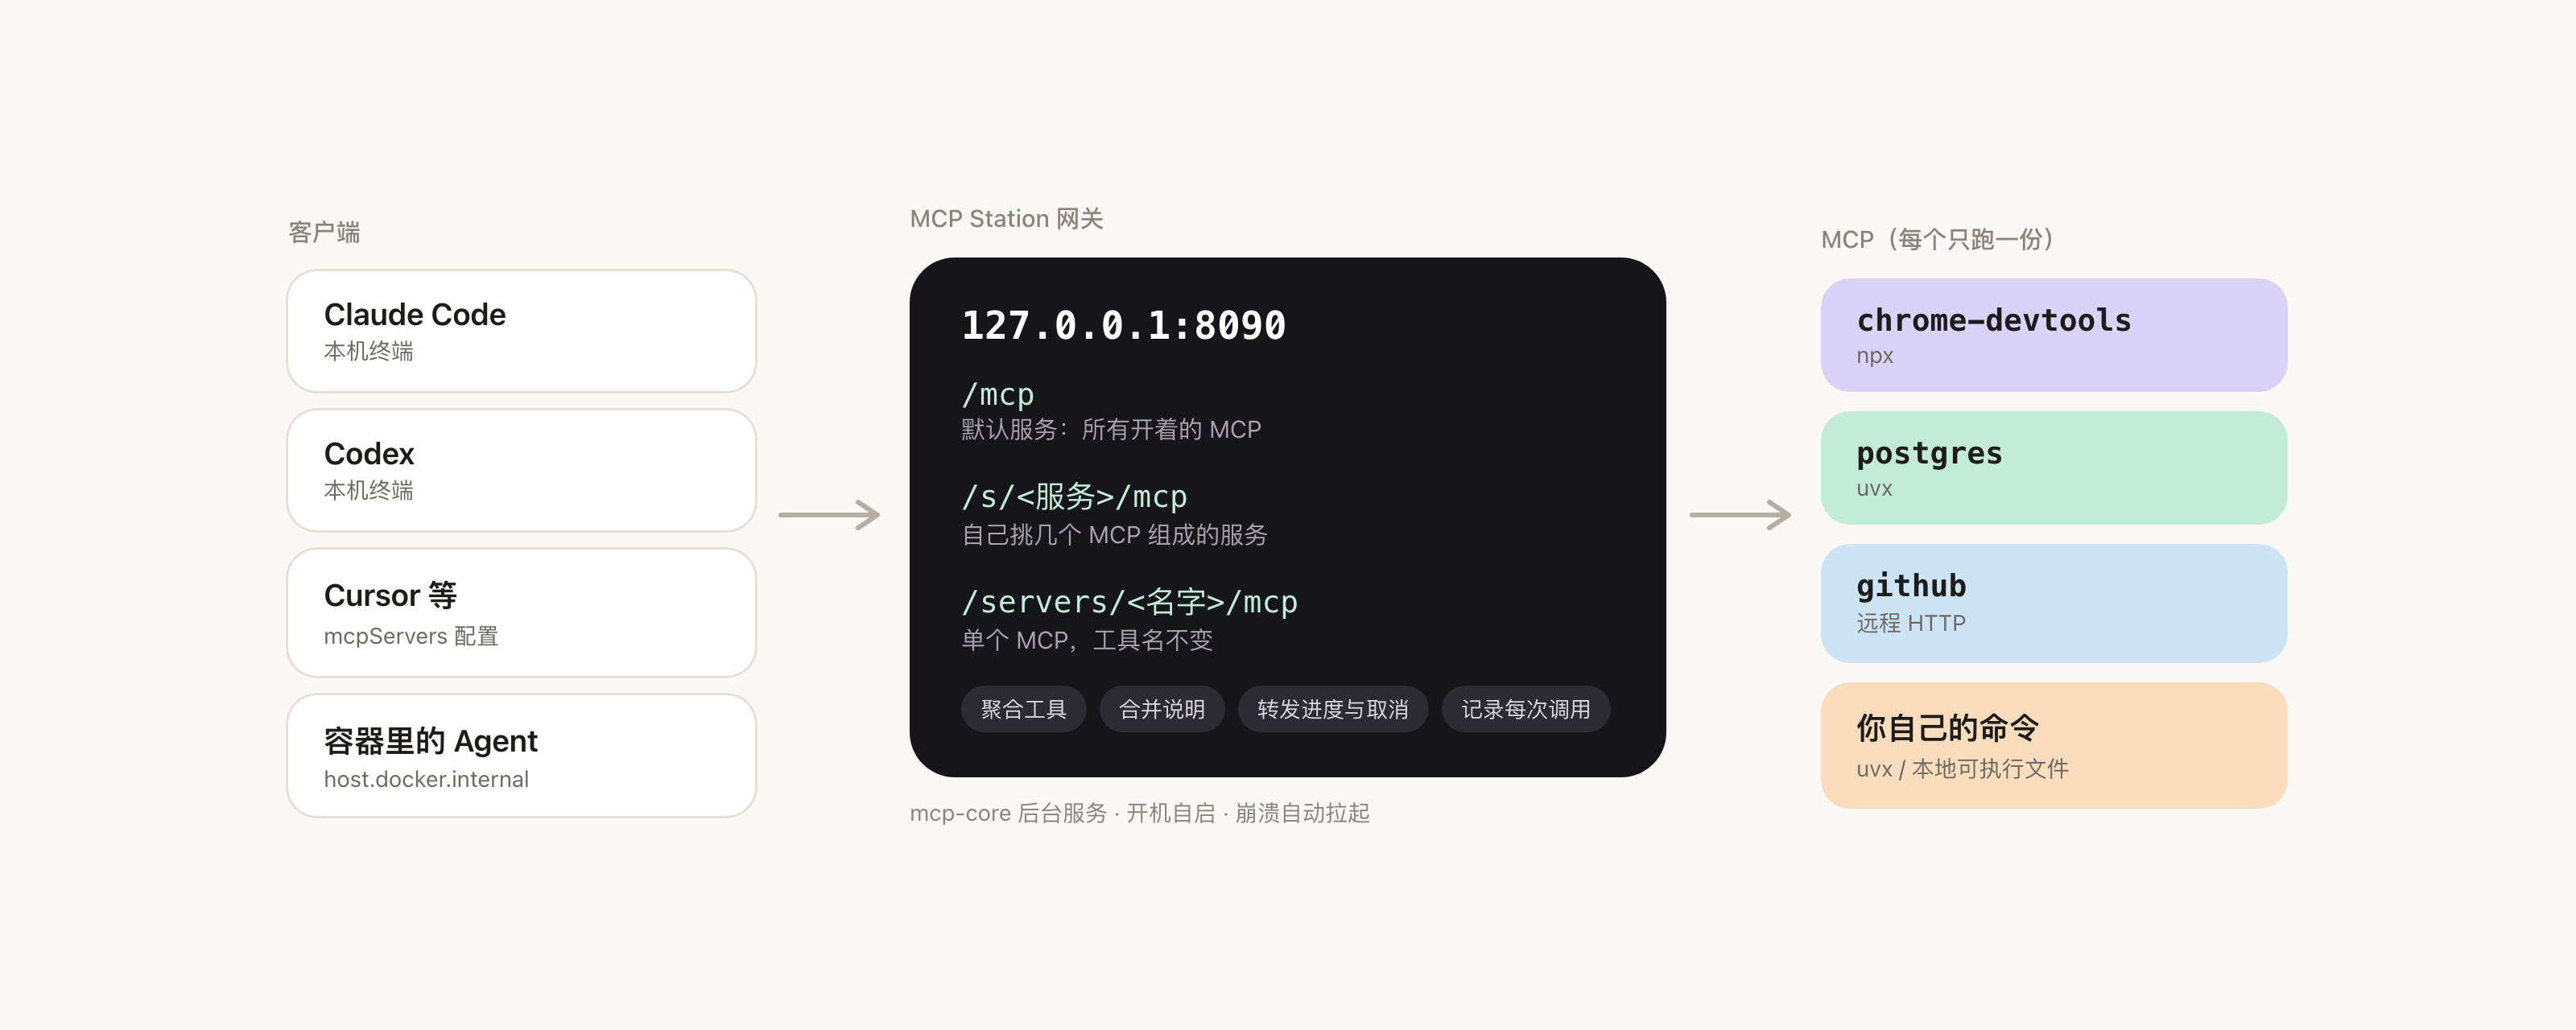 客户端
Claude Code
本机终端
Codex
本机终端
Cursor 等
mcpServers 配置
容器里的 Agent
host.docker.internal
MCP Station 网关
127.0.0.1:8090
/mcp
默认服务：所有开着的 MCP
/s/<服务>/mcp
自己挑几个 MCP 组成的服务
/servers/<名字>/mcp
单个 MCP，工具名不变
聚合工具
合并说明
转发进度与取消
记录每次调用
mcp-core 后台服务 · 开机自启 · 崩溃自动拉起
MCP（每个只跑一份）
chrome-devtools
npx
postgres
uvx
github
远程 HTTP
你自己的命令
uvx / 本地可执行文件